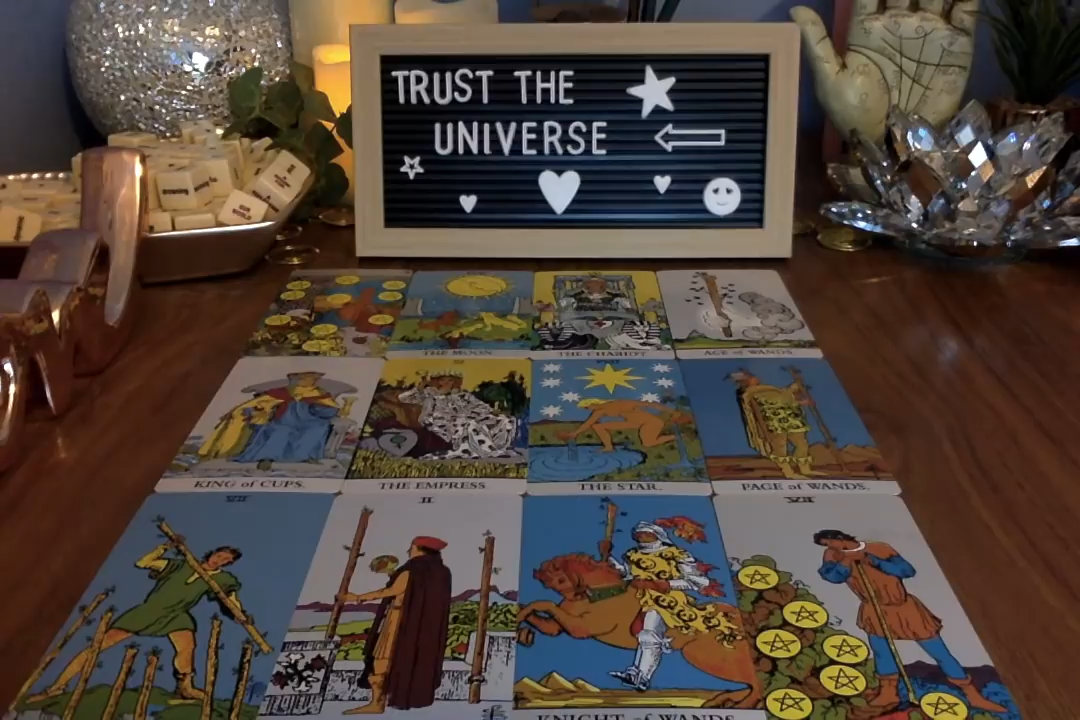 TRUST THE
UNIVERSE
THE MOON.
THE CHARIOT.
ACE of WANDS.
KING of CUPS.
THE EMPRESS
THE STAR.
PAGE of WANDS.
VII
II
VII
KNIGHT of WANDS.